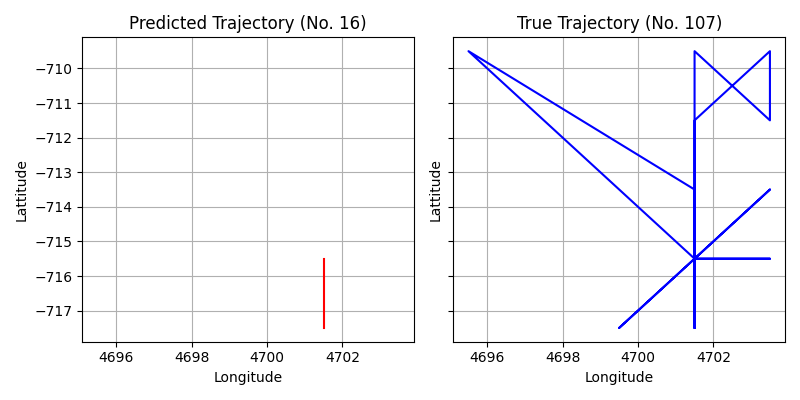 Predicted Trajectory (No. 16)
True Trajectory (No. 107)
Lattitude
−710
−711
−712
−713
−714
−715
−716
−717
4696
4698
4700
4702
Longitude
Lattitude
4696
4698
4700
4702
Longitude